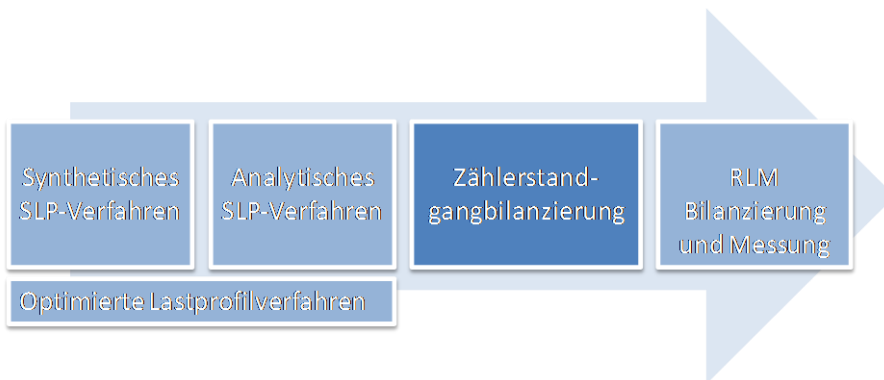 Synthetisches
SLP-Verfahren
Analytisches
SLP-Verfahren
Zählerstand-
gangbilanzierung
RLM
Bilanzierung
und Messung
Optimierte Lastprofilverfahren